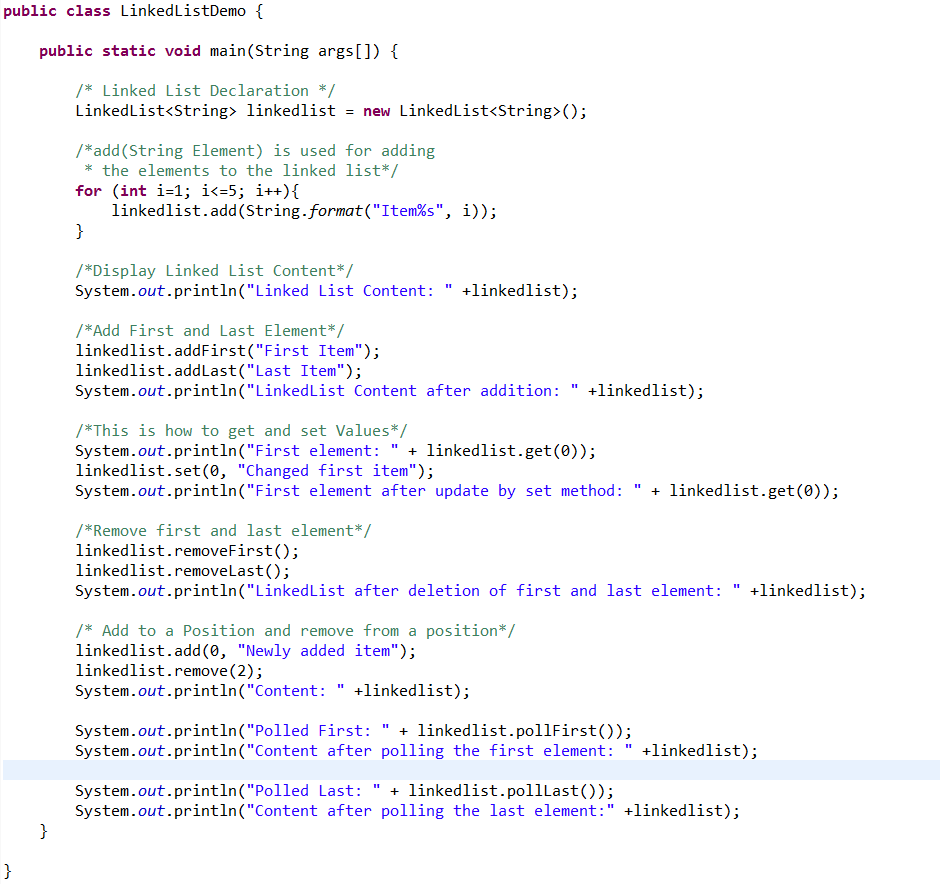 public class LinkedListDemo {
public static void main(String args[]) {
/* Linked List Declaration */
LinkedList<String> linkedlist = new LinkedList<String>();
/*add(String Element) is used for adding
* the elements to the linked list*/
for (int i=1; i<=5; i++){
linkedlist.add(String.format("Item%s", i));
}
/*Display Linked List Content*/
System.out.println("Linked List Content: " +linkedlist);
/*Add First and Last Element*/
linkedlist.addFirst("First Item");
linkedlist.addLast("Last Item");
System.out.println("LinkedList Content after addition: " +linkedlist);
/*This is how to get and set Values*/
System.out.println("First element: " + linkedlist.get(0));
linkedlist.set(0, "Changed first item");
System.out.println("First element after update by set method: " + linkedlist.get(0));
/*Remove first and last element*/
linkedlist.removeFirst();
linkedlist.removeLast();
System.out.println("LinkedList after deletion of first and last element: " +linkedlist);
/* Add to a Position and remove from a position*/
linkedlist.add(0, "Newly added item");
linkedlist.remove(2);
System.out.println("Content: " +linkedlist);
System.out.println("Polled First: " + linkedlist.pollFirst());
System.out.println("Content after polling the first element: " +linkedlist);
System.out.println("Polled Last: " + linkedlist.pollLast());
System.out.println("Content after polling the last element:" +linkedlist);
}
}